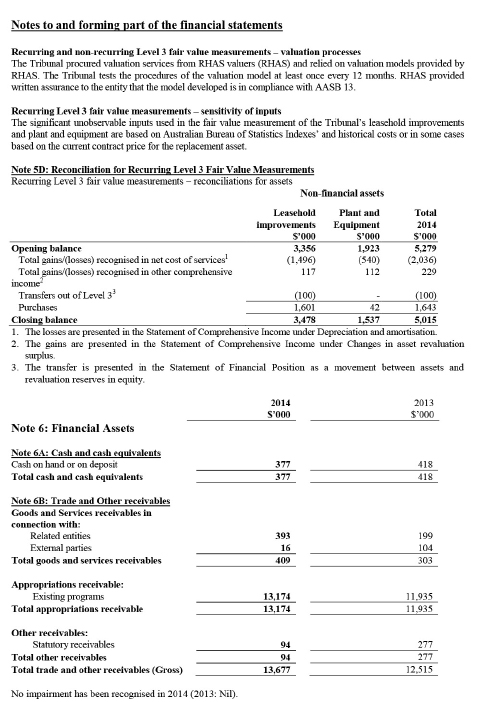 Notes to and forming part of the financial statements
Recurring and non-recurring Level 3 fair value measurements – valuation processes
The Tribunal procured valuation services from RHAS valuers (RHAS) and relied on valuation models provided by
RHAS. The Tribunal tests the procedures of the valuation model at least once every 12 months. RHAS provided
written assurance to the entity that the model developed is in compliance with AASB 13.
Recurring Level 3 fair value measurements – sensitivity of inputs
The significant unobservable inputs used in the fair value measurement of the Tribunal's leasehold improvements
and plant and equipment are based on Australian Bureau of Statistics Indexes' and historical costs or in some cases
based on the current contract price for the replacement asset.
Note 5D: Reconciliation for Recurring Level 3 Fair Value Measurements
Recurring Level 3 fair value measurements – reconciliations for assets
Non-financial assets
Leasehold Plant and Total
improvements Equipment 2014
$'000 $'000 $'000
Opening balance 3,356 1,923 5,279
Total gains/(losses) recognised in net cost of services¹ (1,496) (540) (2,036)
Total gains/(losses) recognised in other comprehensive 117 112 229
income²
Transfers out of Level 3³ (100) - (100)
Purchases 1,601 42 1,643
Closing balance 3,478 1,537 5,015
1. The losses are presented in the Statement of Comprehensive Income under Depreciation and amortisation.
2. The gains are presented in the Statement of Comprehensive Income under Changes in asset revaluation
surplus.
3. The transfer is presented in the Statement of Financial Position as a movement between assets and
revaluation reserves in equity.
2014 2013
$'000 $'000
Note 6: Financial Assets
Note 6A: Cash and cash equivalents
Cash on hand or on deposit 377 418
Total cash and cash equivalents 377 418
Note 6B: Trade and Other receivables
Goods and Services receivables in
connection with:
Related entities 393 199
External parties 16 104
Total goods and services receivables 409 303
Appropriations receivable:
Existing programs 13,174 11,935
Total appropriations receivable 13,174 11,935
Other receivables:
Statutory receivables 94 277
Total other receivables 94 277
Total trade and other receivables (Gross) 13,677 12,515
No impairment has been recognised in 2014 (2013: Nil).